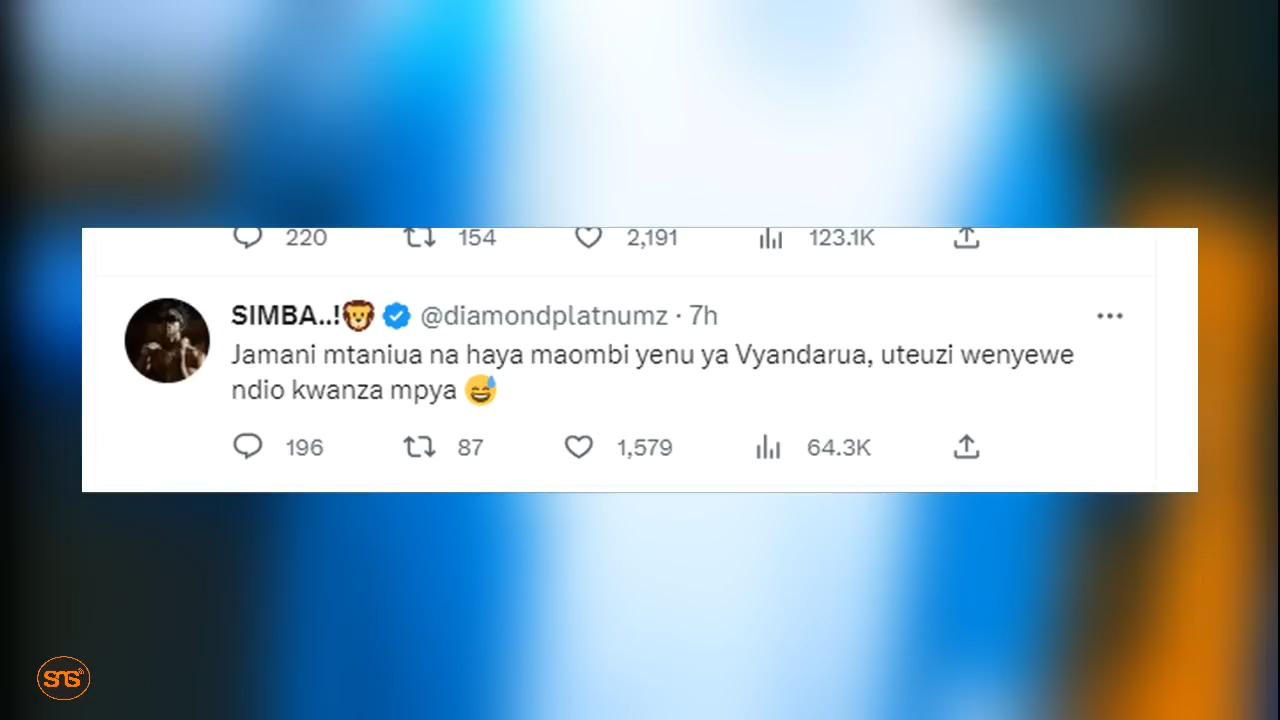 220 154 2,191 123.1K
SIMBA..!🦁 @diamondplatnumz · 7h
Jamani mtaniua na haya maombi yenu ya Vyandarua, uteuzi wenyewe
ndio kwanza mpya 😅
196 87 1,579 64.3K
SNS